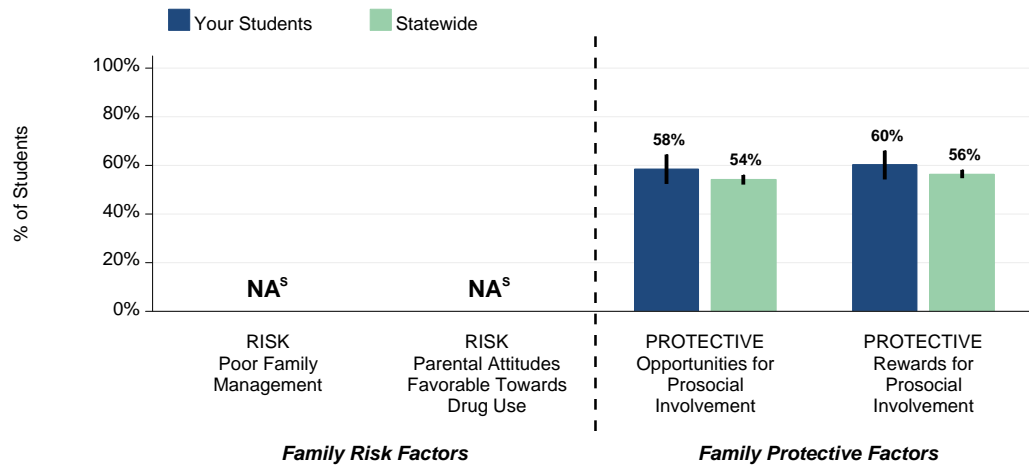 Your Students
Statewide
% of Students
100%
80%
60%
40%
20%
0%
NAˢ
NAˢ
58%
54%
60%
56%
RISK
Poor Family
Management
RISK
Parental Attitudes
Favorable Towards
Drug Use
PROTECTIVE
Opportunities for
Prosocial
Involvement
PROTECTIVE
Rewards for
Prosocial
Involvement
Family Risk Factors
Family Protective Factors